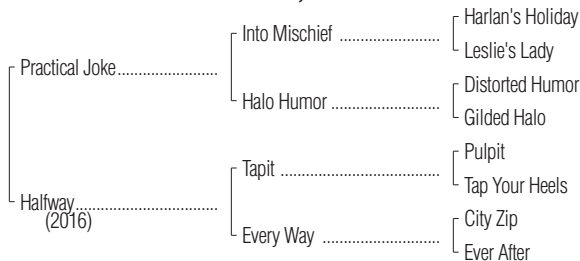 Harlan's Holiday
Into Mischief ........................
Leslie's Lady
Practical Joke........................
Distorted Humor
Halo Humor ..........................
Gilded Halo
Pulpit
Tapit ......................................
Tap Your Heels
Halfway..................................
(2016)
City Zip
Every Way ............................
Ever After